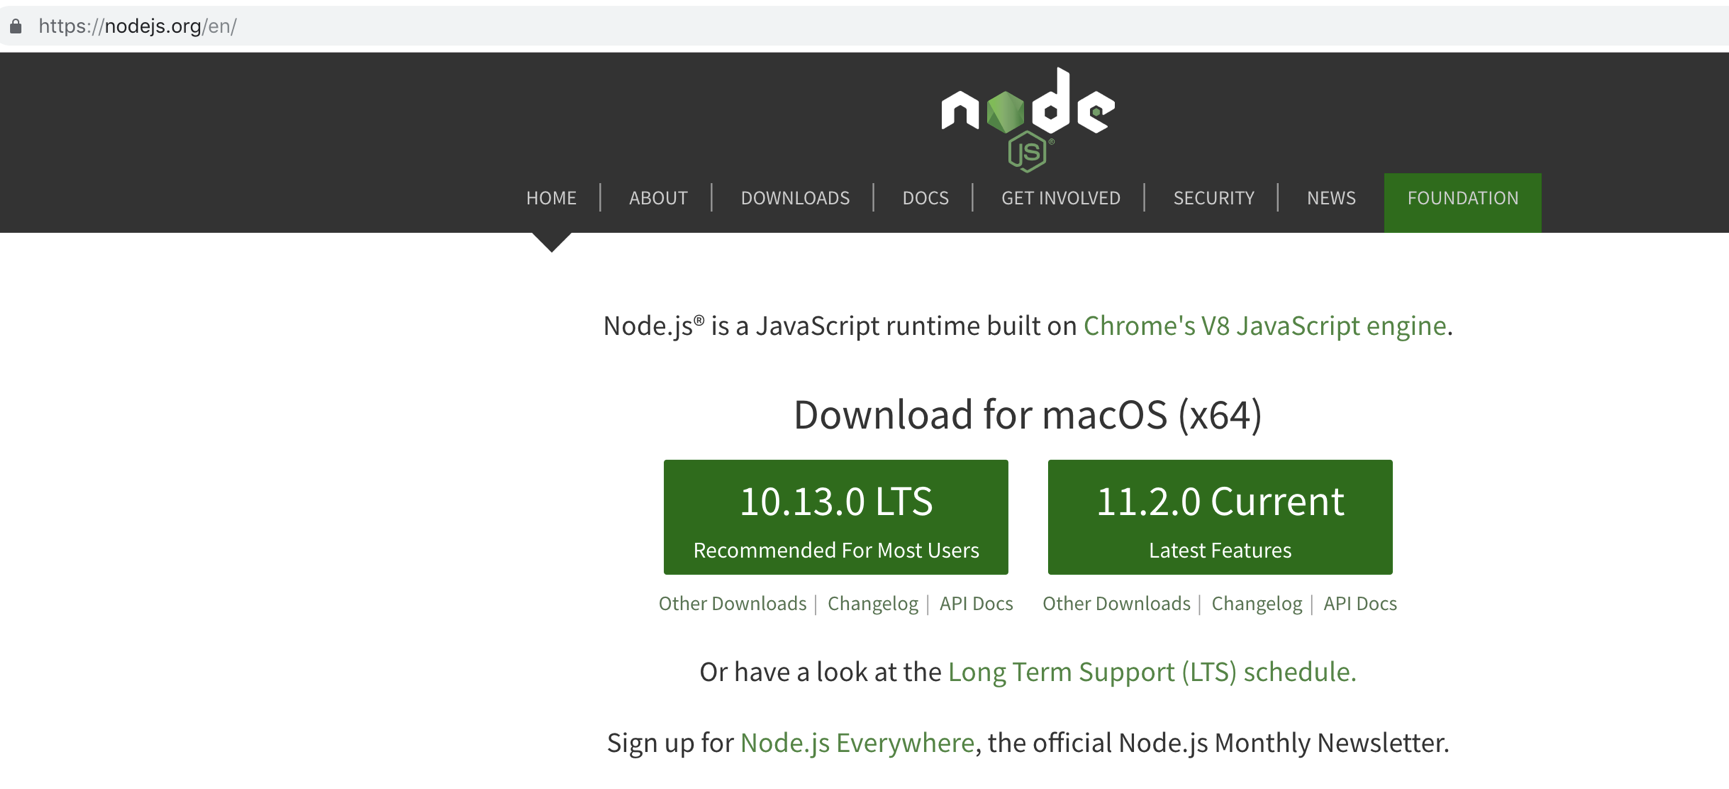 https://nodejs.org/en/
node
JS®
HOME | ABOUT | DOWNLOADS | DOCS | GET INVOLVED | SECURITY | NEWS FOUNDATION
Node.js® is a JavaScript runtime built on Chrome's V8 JavaScript engine.
Download for macOS (x64)
10.13.0 LTS
Recommended For Most Users
11.2.0 Current
Latest Features
Other Downloads | Changelog | API Docs
Other Downloads | Changelog | API Docs
Or have a look at the Long Term Support (LTS) schedule.
Sign up for Node.js Everywhere, the official Node.js Monthly Newsletter.